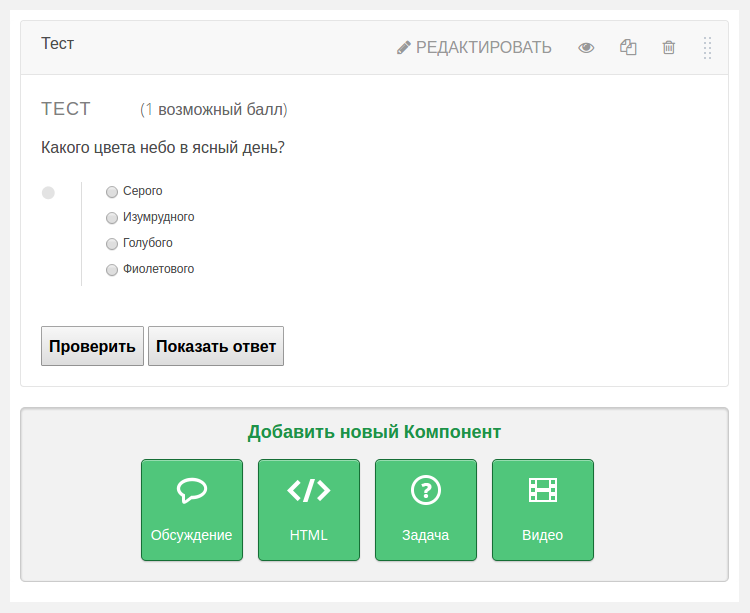 Тест
РЕДАКТИРОВАТЬ
ТЕСТ (1 возможный балл)
Какого цвета небо в ясный день?
Серого
Изумрудного
Голубого
Фиолетового
Проверить Показать ответ
Добавить новый Компонент
Обсуждение HTML Задача Видео